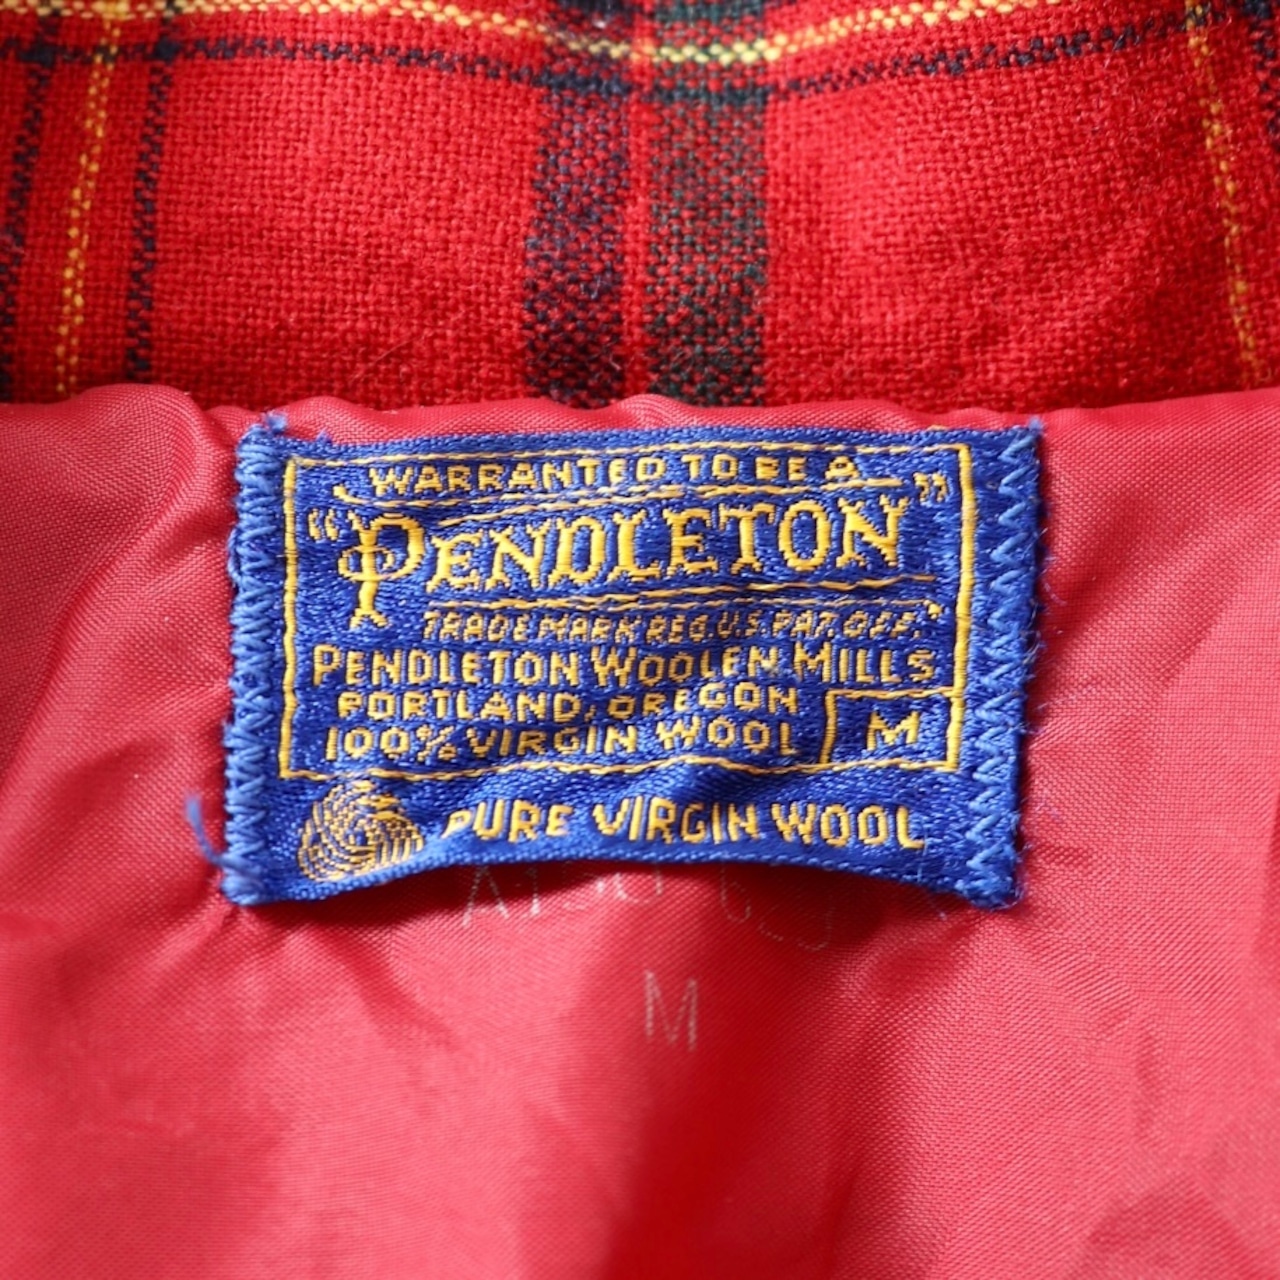 WARRANTED TO BE A
"PENDLETON"
TRADE MARK REG. U.S. PAT. OFF.
PENDLETON WOOLEN MILLS
PORTLAND, OREGON
100% VIRGIN WOOL M
PURE VIRGIN WOOL
M